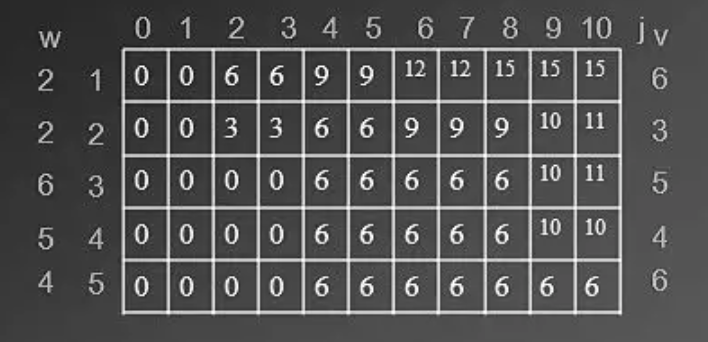 w 0 1 2 3 4 5 6 7 8 9 10 j v
2 1 0 0 6 6 9 9 12 12 15 15 15 6
2 2 0 0 3 3 6 6 9 9 9 10 11 3
6 3 0 0 0 0 6 6 6 6 6 10 11 5
5 4 0 0 0 0 6 6 6 6 6 10 10 4
4 5 0 0 0 0 6 6 6 6 6 6 6 6